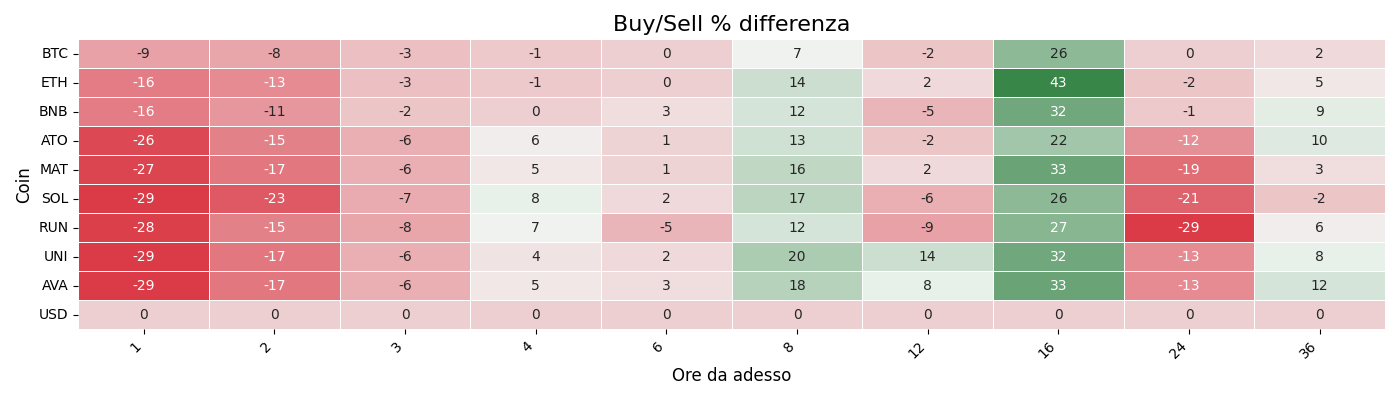 Buy/Sell % differenza
Coin
BTC -9 -8 -3 -1 0 7 -2 26 0 2
ETH -16 -13 -3 -1 0 14 2 43 -2 5
BNB -16 -11 -2 0 3 12 -5 32 -1 9
ATO -26 -15 -6 6 1 13 -2 22 -12 10
MAT -27 -17 -6 5 1 16 2 33 -19 3
SOL -29 -23 -7 8 2 17 -6 26 -21 -2
RUN -28 -15 -8 7 -5 12 -9 27 -29 6
UNI -29 -17 -6 4 2 20 14 32 -13 8
AVA -29 -17 -6 5 3 18 8 33 -13 12
USD 0 0 0 0 0 0 0 0 0 0
1 2 3 4 6 8 12 16 24 36
Ore da adesso